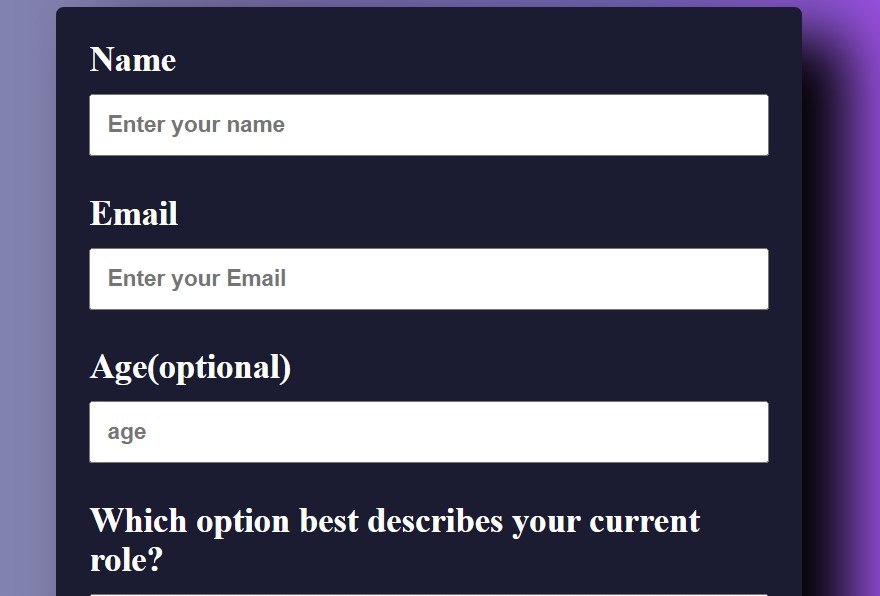 Name
Enter your name
Email
Enter your Email
Age(optional)
age
Which option best describes your current
role?